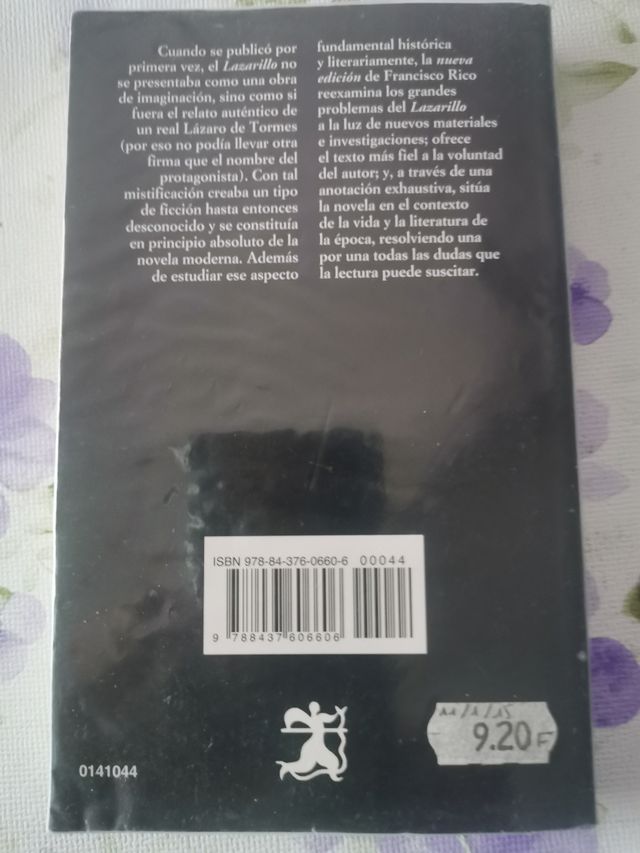 Cuando se publicó por
primera vez, el Lazarillo no
se presentaba como una obra
de imaginación, sino como si
fuera el relato auténtico de
un real Lázaro de Tormes
(por eso no podía llevar otra
firma que el nombre del
protagonista). Con tal
mistificación creaba un tipo
de ficción hasta entonces
desconocido y se constituía
en principio absoluto de la
novela moderna. Además
de estudiar ese aspecto
fundamental histórica
y literariamente, la nueva
edición de Francisco Rico
reexamina los grandes
problemas del Lazarillo
a la luz de nuevos materiales
e investigaciones; ofrece
el texto más fiel a la voluntad
del autor; y, a través de una
anotación exhaustiva, sitúa
la novela en el contexto
de la vida y la literatura de
la época, resolviendo una
por una todas las dudas que
la lectura puede suscitar.
ISBN 978-84-376-0660-6 00044
9 788437 606606
11/1/15
9.20 F
0141044